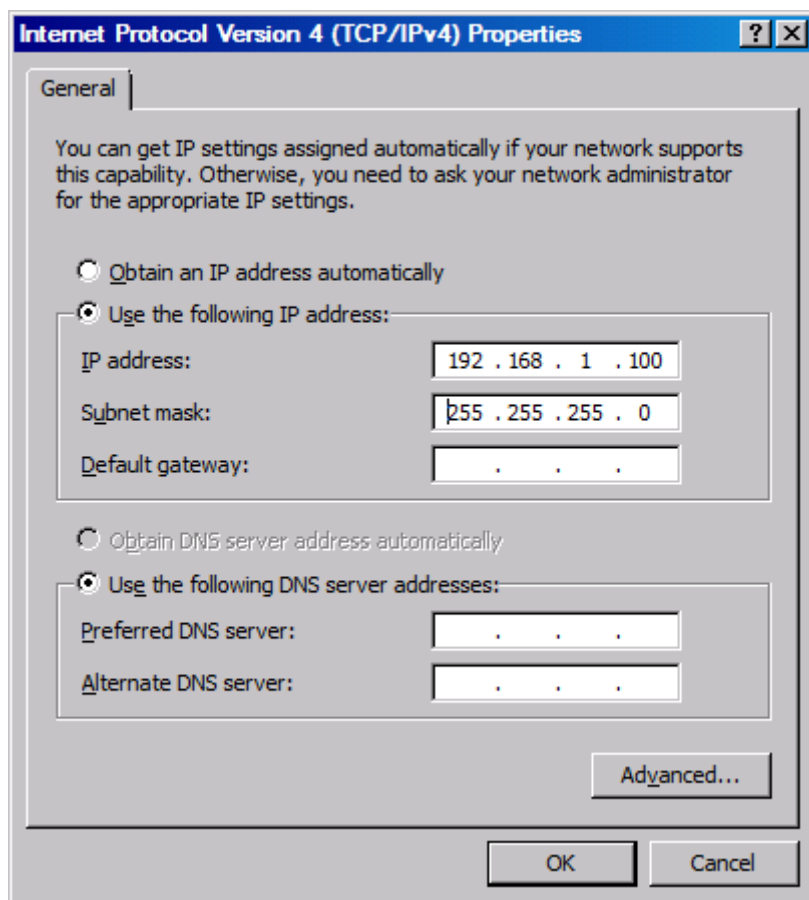 Internet Protocol Version 4 (TCP/IPv4) Properties
General
You can get IP settings assigned automatically if your network supports
this capability. Otherwise, you need to ask your network administrator
for the appropriate IP settings.
Obtain an IP address automatically
Use the following IP address:
IP address: 192 . 168 . 1 . 100
Subnet mask: 255 . 255 . 255 . 0
Default gateway: . . .
Obtain DNS server address automatically
Use the following DNS server addresses:
Preferred DNS server: . . .
Alternate DNS server: . . .
Advanced...
OK Cancel